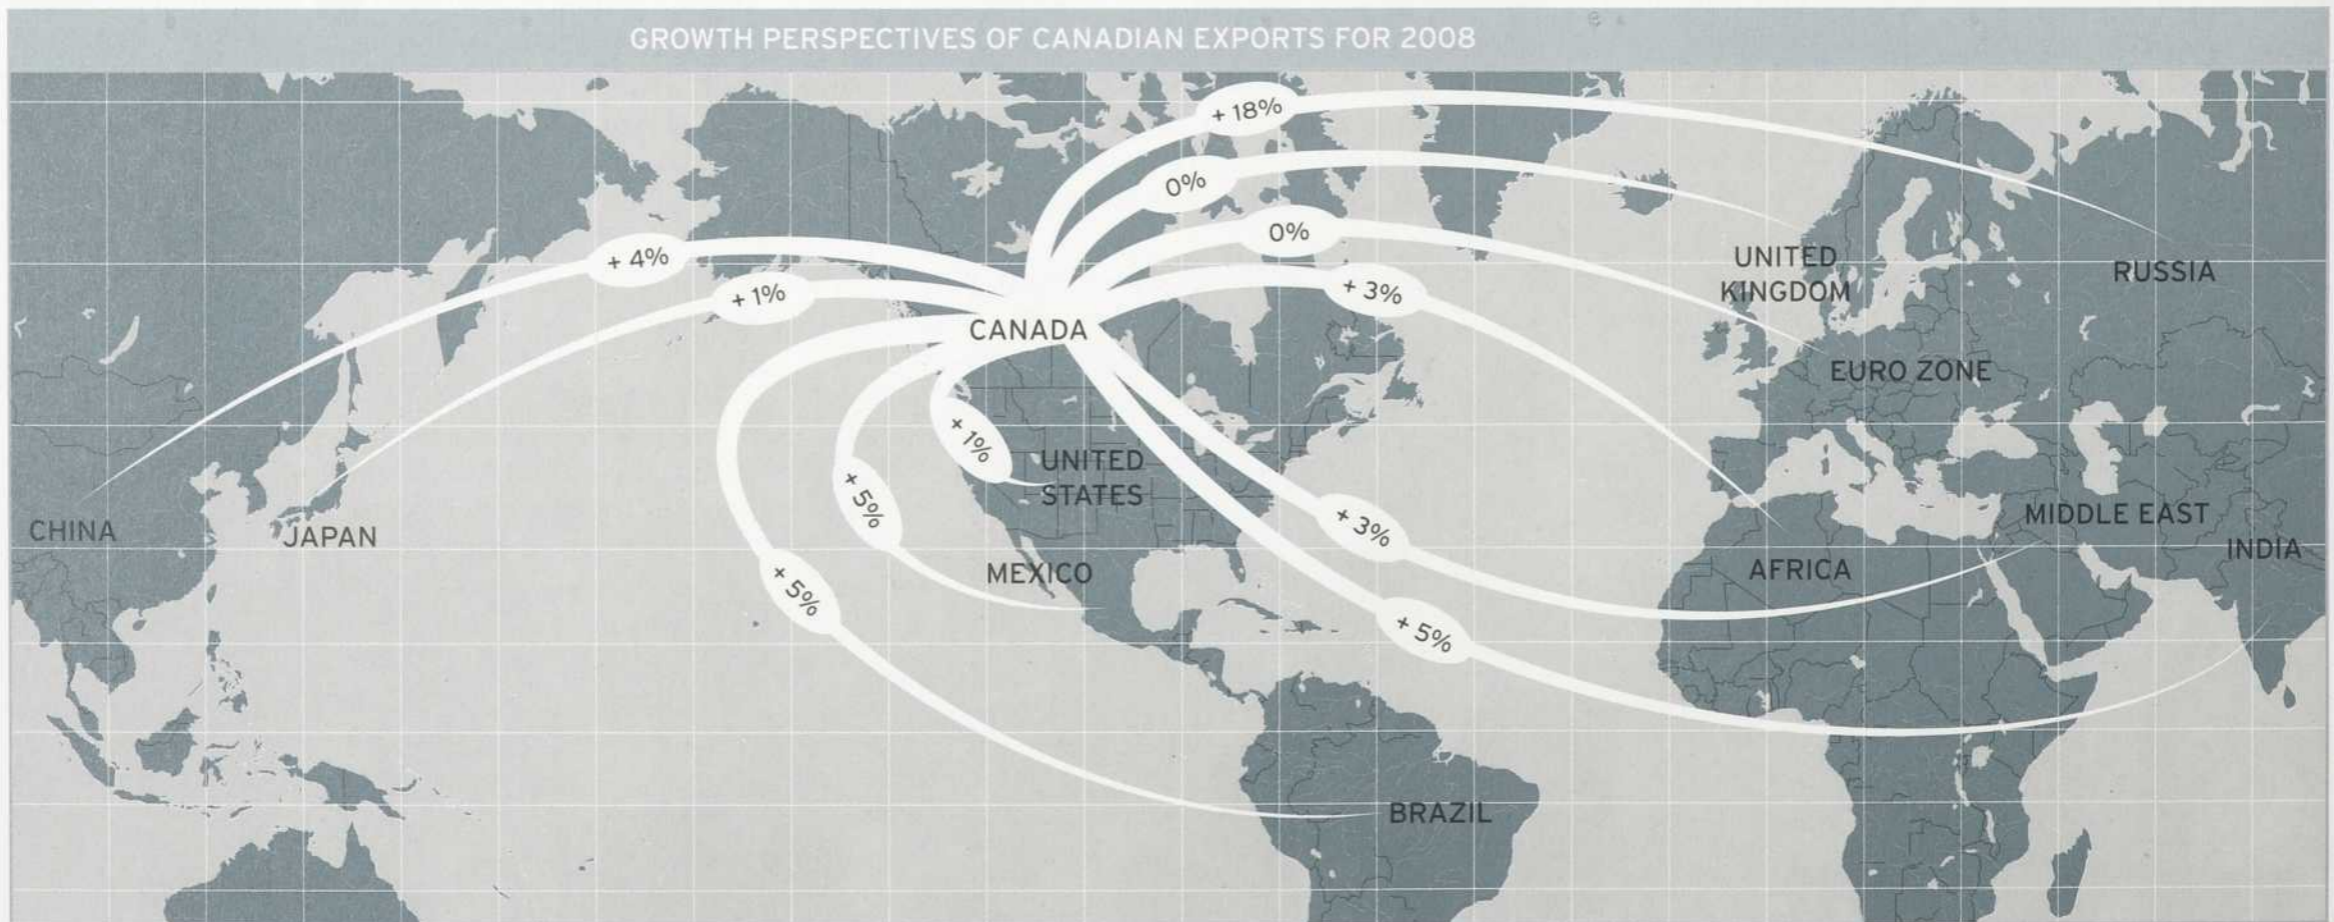 GROWTH PERSPECTIVES OF CANADIAN EXPORTS FOR 2008
+ 18%
0%
0%
+ 4%
+ 1%
+ 3%
UNITED
KINGDOM
RUSSIA
CANADA
EURO ZONE
+ 1%
UNITED
STATES
+ 5%
+ 3%
CHINA
JAPAN
MIDDLE EAST
INDIA
MEXICO
AFRICA
+ 5%
+ 5%
BRAZIL